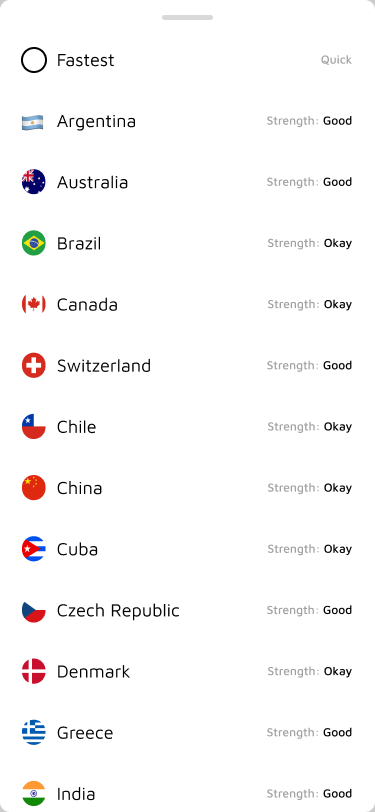 Fastest Quick
Argentina Strength: Good
Australia Strength: Good
Brazil Strength: Okay
Canada Strength: Okay
Switzerland Strength: Good
Chile Strength: Okay
China Strength: Okay
Cuba Strength: Okay
Czech Republic Strength: Good
Denmark Strength: Okay
Greece Strength: Good
India Strength: Good